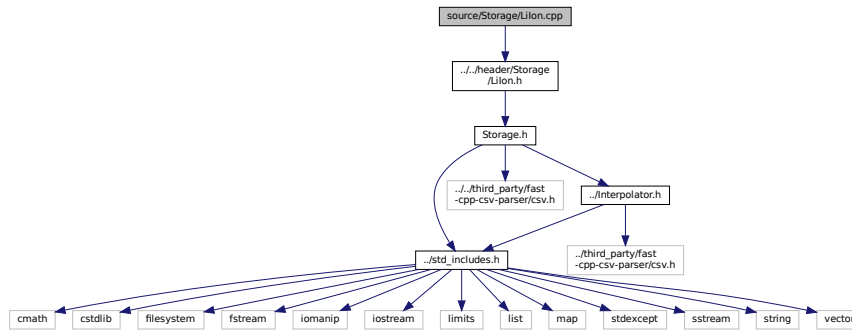 source/Storage/LiIon.cpp
../../header/Storage
/LiIon.h
Storage.h
../../third_party/fast
-cpp-csv-parser/csv.h
../Interpolator.h
../std_includes.h
../third_party/fast
-cpp-csv-parser/csv.h
cmath
cstdlib
filesystem
fstream
iomanip
iostream
limits
list
map
stdexcept
sstream
string
vector